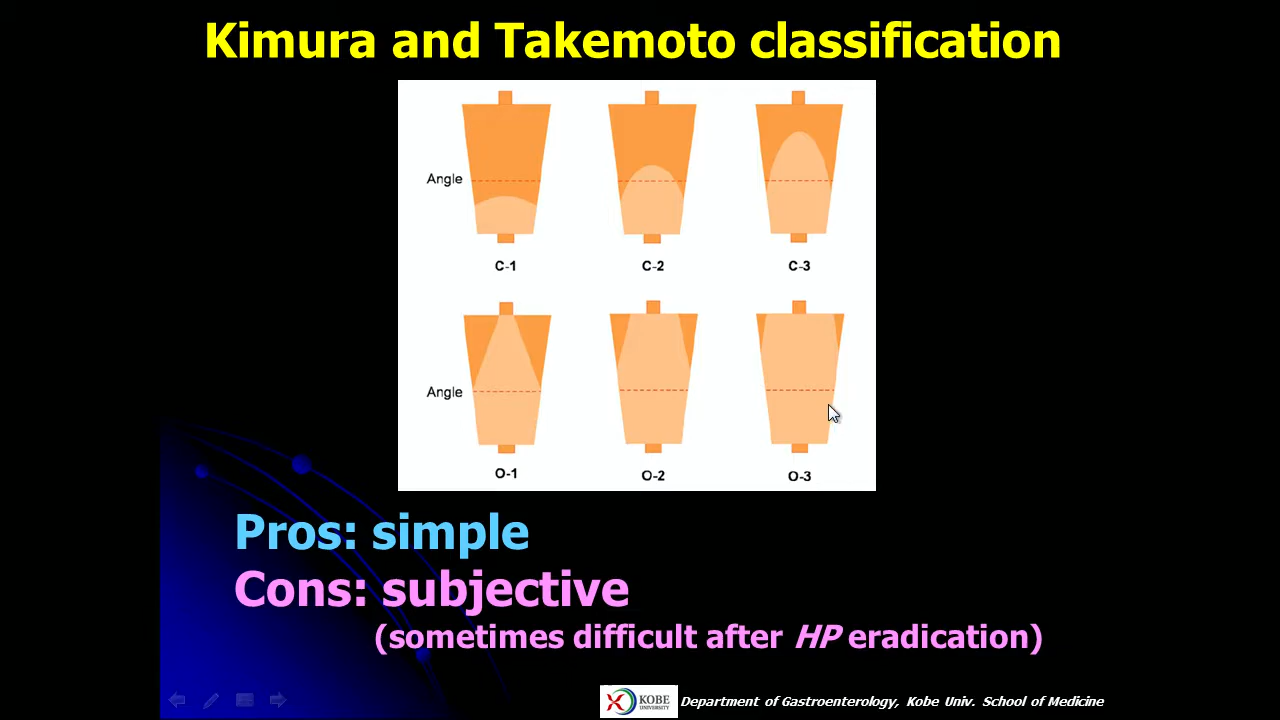 Kimura and Takemoto classification
Angle
C-1
C-2
C-3
Angle
O-1
O-2
O-3
Pros: simple
Cons: subjective
(sometimes difficult after HP eradication)
KOBE
UNIVERSITY
Department of Gastroenterology, Kobe Univ. School of Medicine